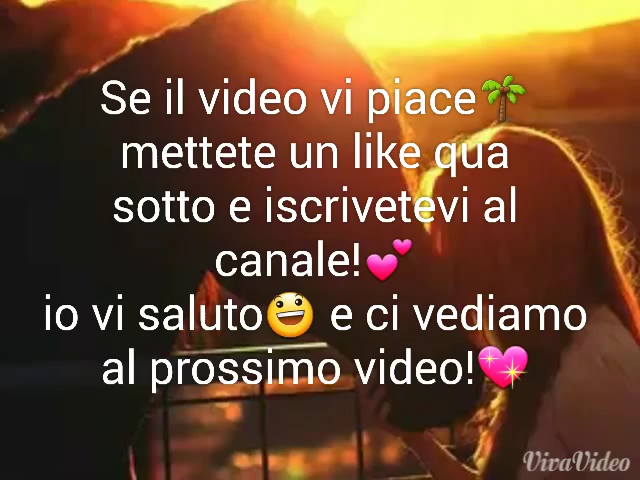 Se il video vi piace🌴
mettete un like qua
sotto e iscrivetevi al
canale!💕
io vi saluto😃 e ci vediamo
al prossimo video!💖
VivaVideo